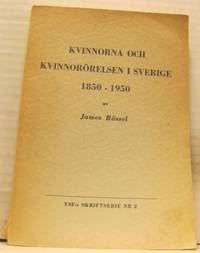 KVINNORNA OCH
KVINNORÖRELSEN I SVERIGE
1850-1950
AV
James Rössel
YSF:s SKRIFTSERIE NR 2